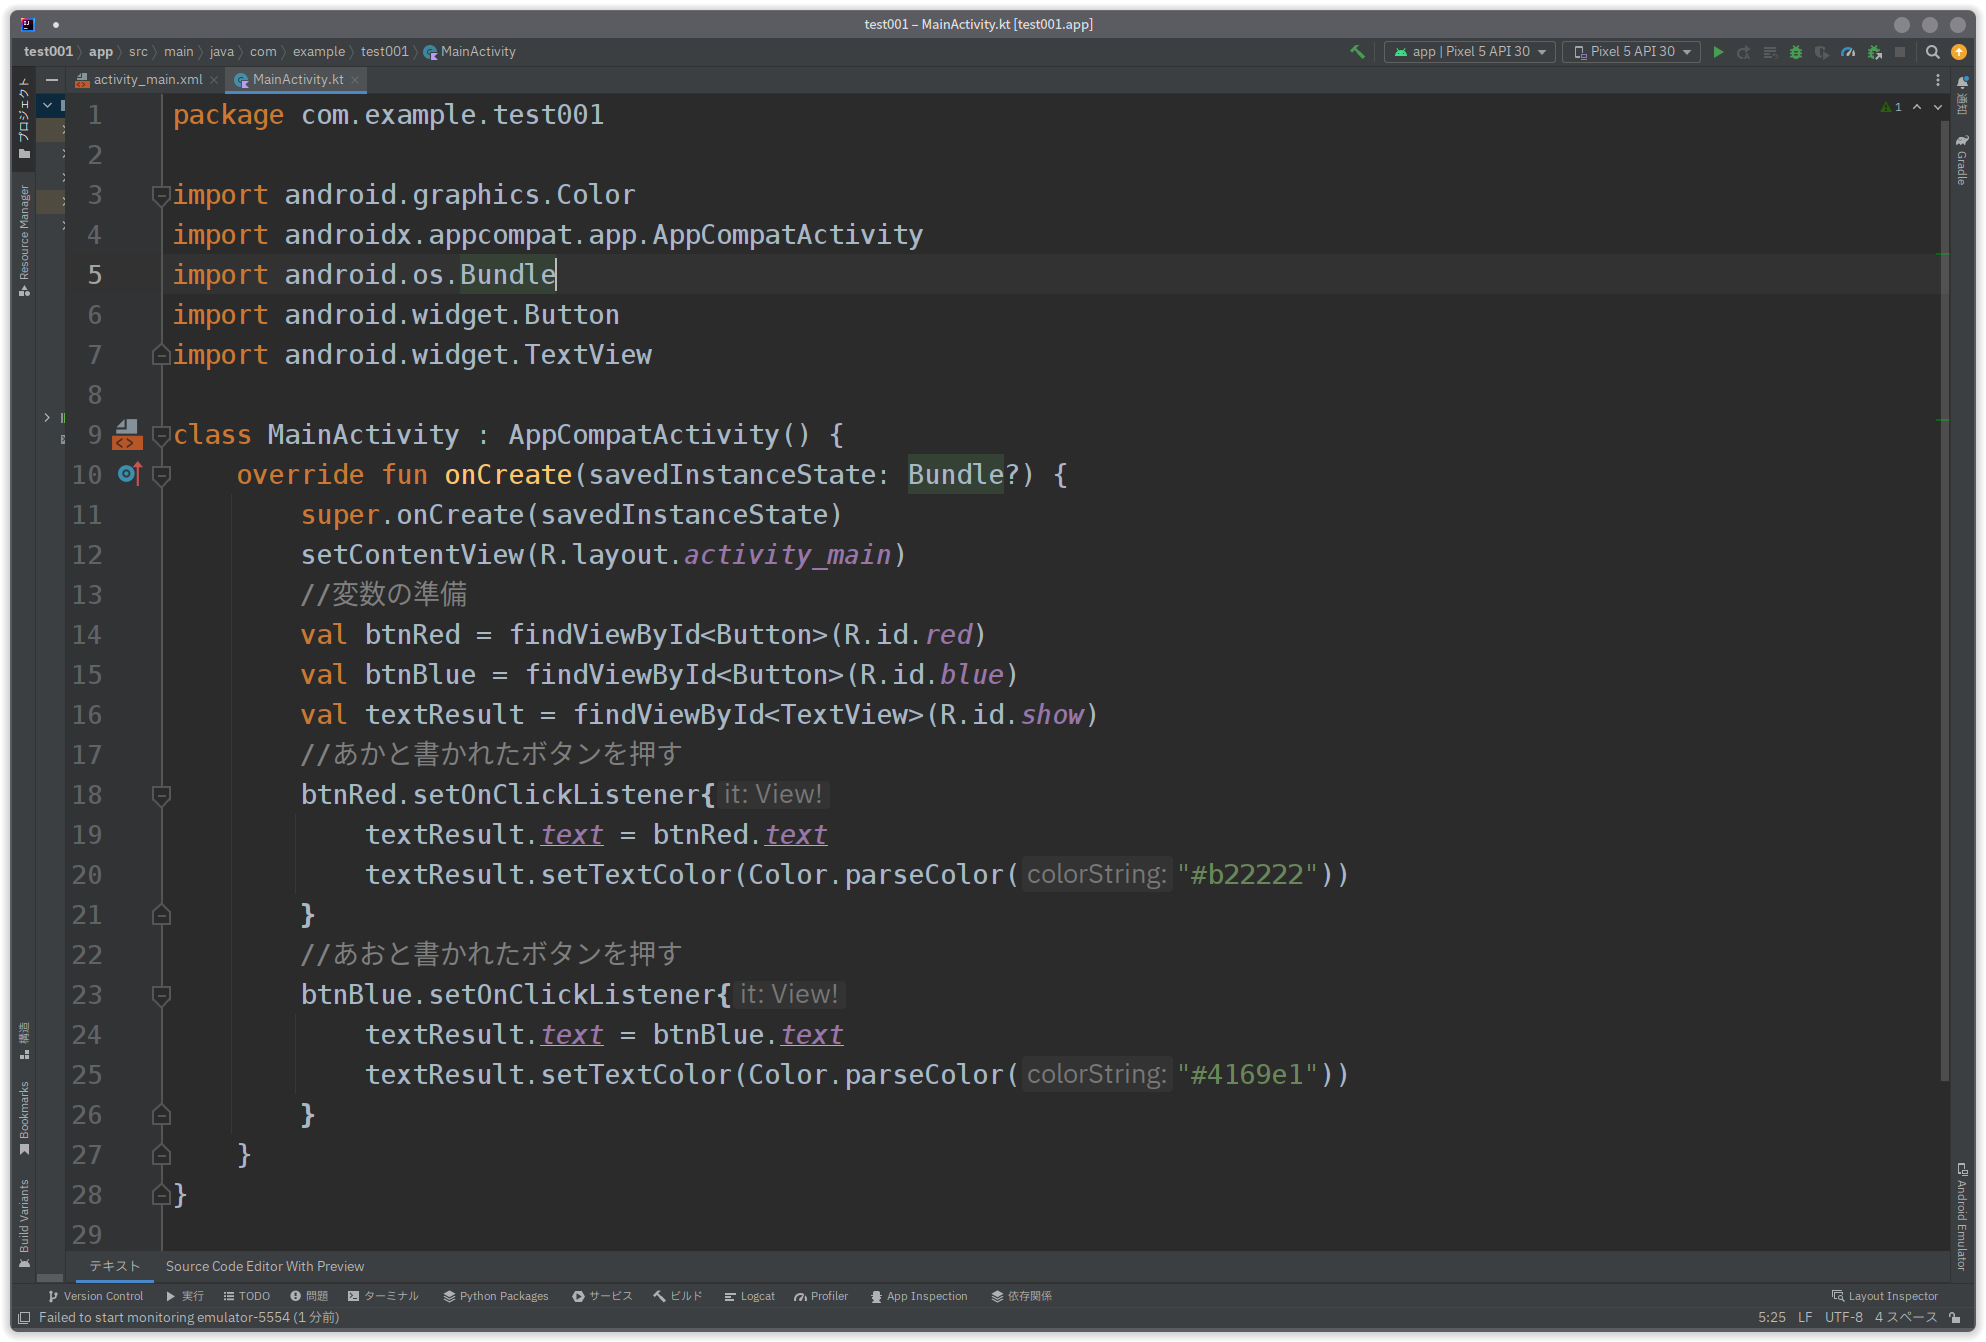 test001 – MainActivity.kt [test001.app]
test001 app src main java com example test001 MainActivity
app | Pixel 5 API 30 Pixel 5 API 30
activity_main.xml MainActivity.kt
1
プロジェクト
Resource Manager
構造
Bookmarks
Build Variants
通知
Gradle
Android Emulator
1 package com.example.test001
2
3 import android.graphics.Color
4 import androidx.appcompat.app.AppCompatActivity
5 import android.os.Bundle
6 import android.widget.Button
7 import android.widget.TextView
8
9 class MainActivity : AppCompatActivity() {
10 override fun onCreate(savedInstanceState: Bundle?) {
11 super.onCreate(savedInstanceState)
12 setContentView(R.layout.activity_main)
13 //変数の準備
14 val btnRed = findViewById<Button>(R.id.red)
15 val btnBlue = findViewById<Button>(R.id.blue)
16 val textResult = findViewById<TextView>(R.id.show)
17 //あかと書かれたボタンを押す
18 btnRed.setOnClickListener{ it: View!
19 textResult.text = btnRed.text
20 textResult.setTextColor(Color.parseColor( colorString: "#b22222"))
21 }
22 //あおと書かれたボタンを押す
23 btnBlue.setOnClickListener{ it: View!
24 textResult.text = btnBlue.text
25 textResult.setTextColor(Color.parseColor( colorString: "#4169e1"))
26 }
27 }
28 }
29
テキスト Source Code Editor With Preview
Version Control 実行 TODO 問題 ターミナル Python Packages サービス ビルド Logcat Profiler App Inspection 依存関係 Layout Inspector
Failed to start monitoring emulator-5554 (1 分前) 5:25 LF UTF-8 4 スペース